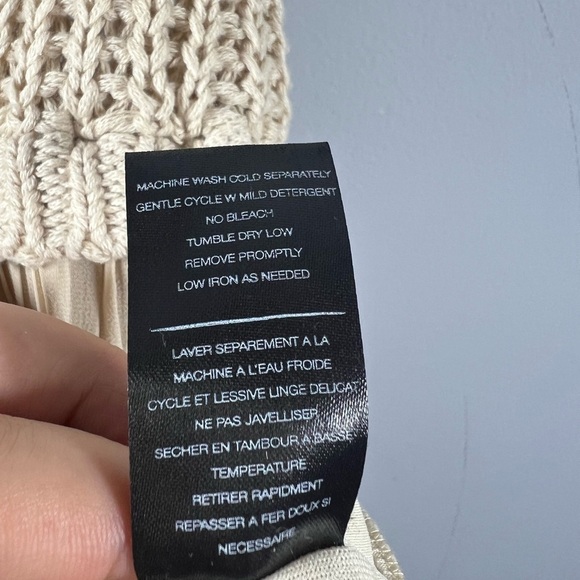 MACHINE WASH COLD SEPARATELY
GENTLE CYCLE W MILD DETERGENT
NO BLEACH
TUMBLE DRY LOW
REMOVE PROMPTLY
LOW IRON AS NEEDED
LAVER SEPAREMENT A LA
MACHINE A L'EAU FROIDE
CYCLE ET LESSIVE LINGE DELICAT
NE PAS JAVELLISER
SECHER EN TAMBOUR A BASSE
TEMPERATURE
RETIRER RAPIDMENT
REPASSER A FER DOUX SI
NECESSAIRE